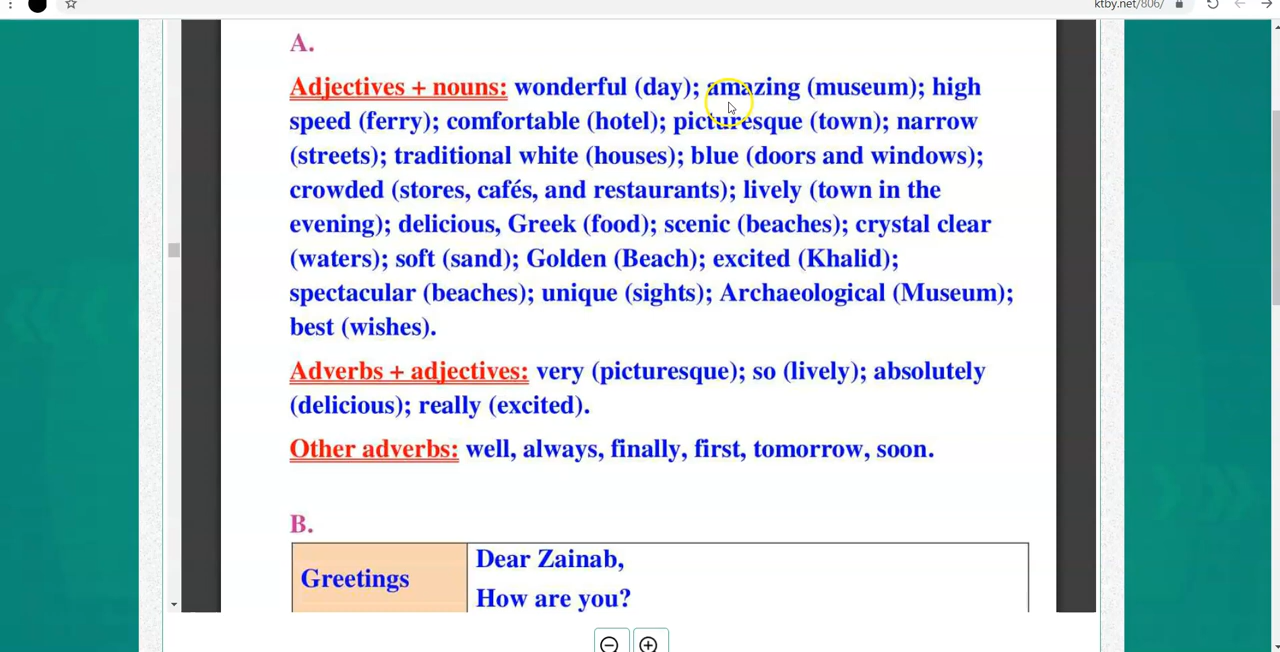 ktby.net/806/
A.
Adjectives + nouns: wonderful (day); amazing (museum); high
speed (ferry); comfortable (hotel); picturesque (town); narrow
(streets); traditional white (houses); blue (doors and windows);
crowded (stores, cafés, and restaurants); lively (town in the
evening); delicious, Greek (food); scenic (beaches); crystal clear
(waters); soft (sand); Golden (Beach); excited (Khalid);
spectacular (beaches); unique (sights); Archaeological (Museum);
best (wishes).
Adverbs + adjectives: very (picturesque); so (lively); absolutely
(delicious); really (excited).
Other adverbs: well, always, finally, first, tomorrow, soon.
B.
Greetings
Dear Zainab,
How are you?